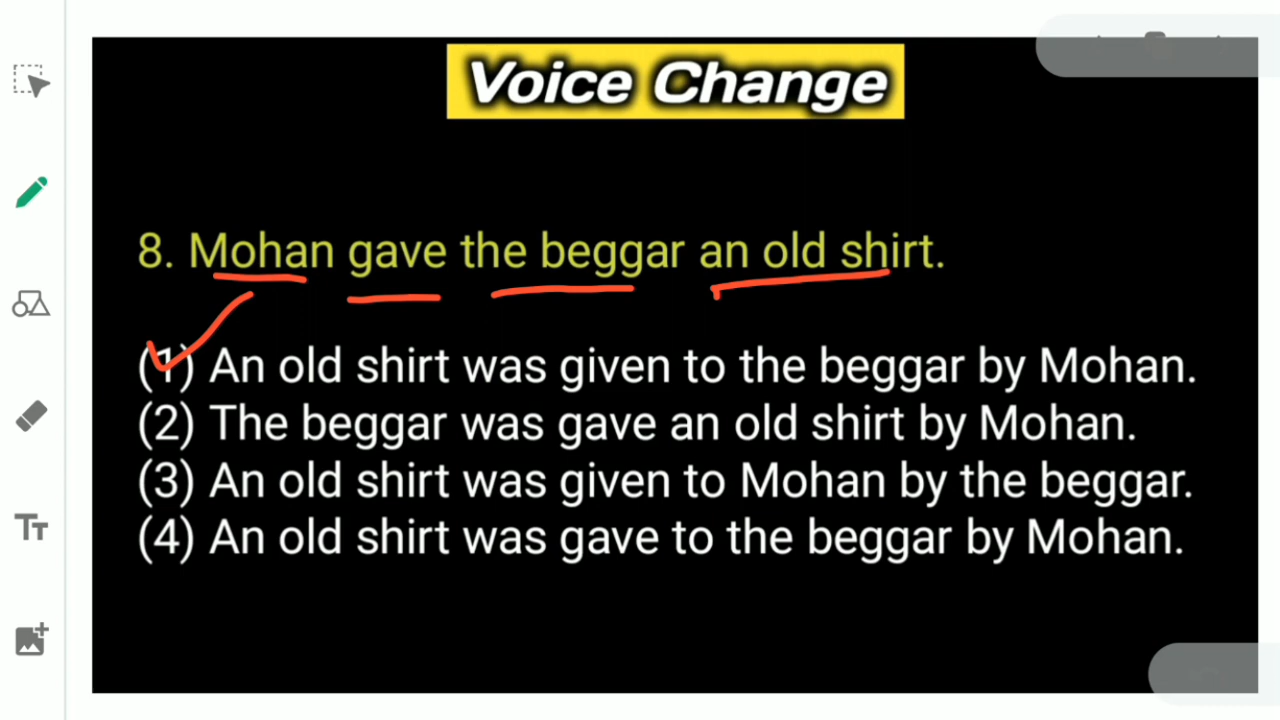 Voice Change
8. Mohan gave the beggar an old shirt.
(1) An old shirt was given to the beggar by Mohan.
(2) The beggar was gave an old shirt by Mohan.
(3) An old shirt was given to Mohan by the beggar.
(4) An old shirt was gave to the beggar by Mohan.
TT